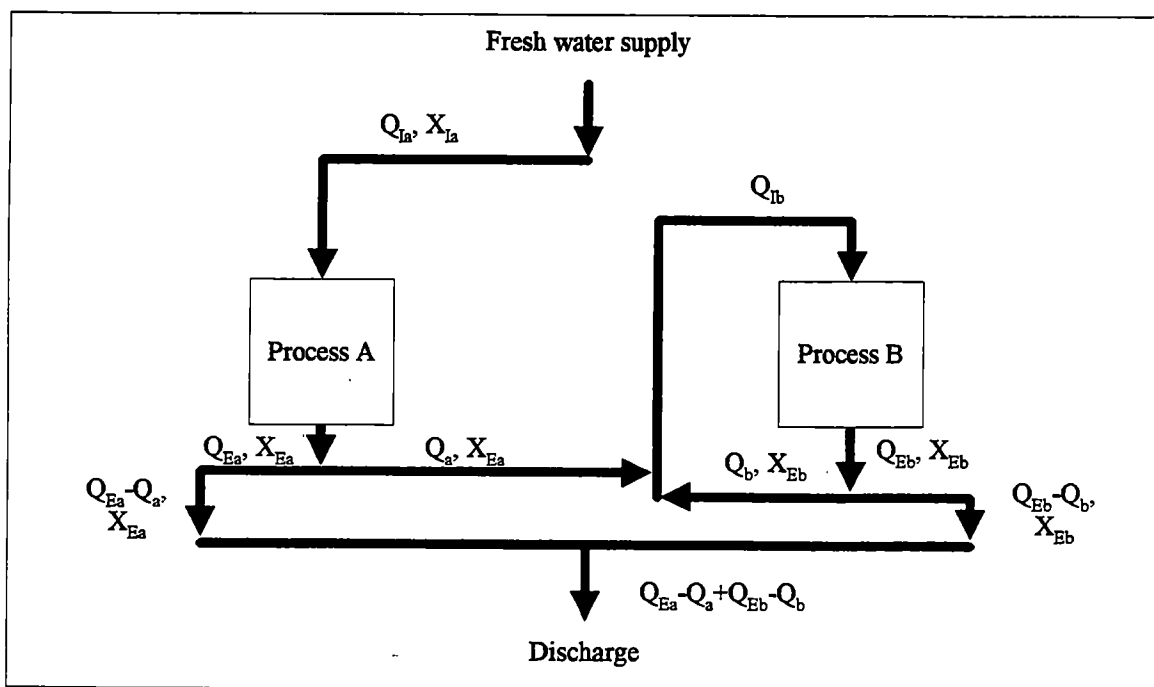 Fresh water supply
Q_Ia, X_Ia
Q_Ib
Process A
Process B
Q_Ea, X_Ea
Q_a, X_Ea
Q_b, X_Eb
Q_Eb, X_Eb
Q_Ea-Q_a,
X_Ea
Q_Eb-Q_b,
X_Eb
Q_Ea-Q_a+Q_Eb-Q_b
Discharge